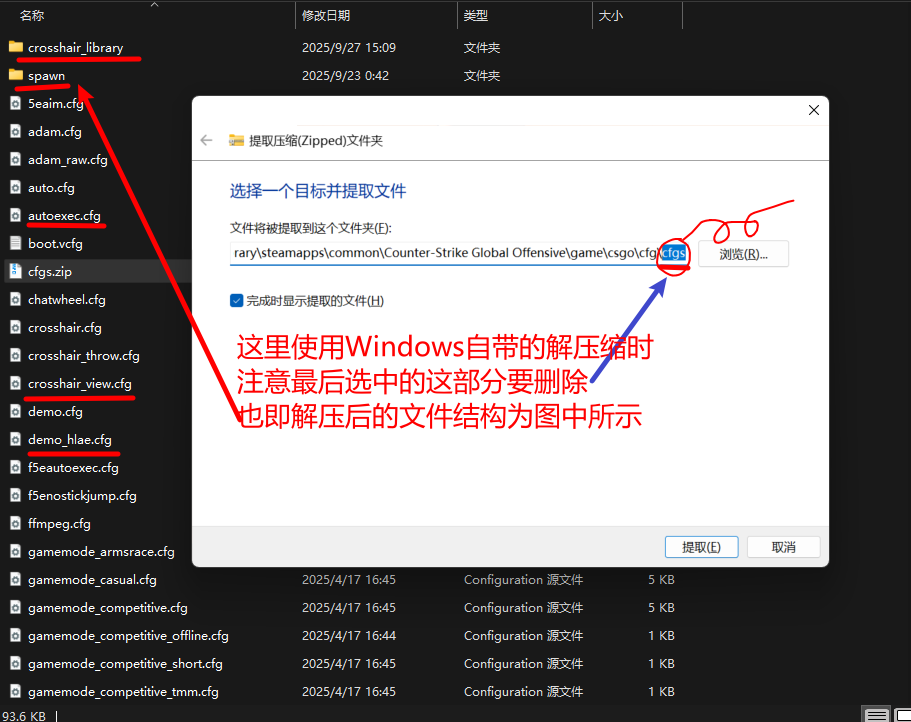 名称 修改日期 类型 大小
crosshair_library 2025/9/27 15:09 文件夹
spawn 2025/9/23 0:42 文件夹
5eaim.cfg
adam.cfg
adam_raw.cfg
auto.cfg
autoexec.cfg
boot.vcfg
cfgs.zip
chatwheel.cfg
crosshair.cfg
crosshair_throw.cfg
crosshair_view.cfg
demo.cfg
demo_hlae.cfg
f5eautoexec.cfg
f5enostickjump.cfg
ffmpeg.cfg
gamemode_armsrace.cfg
gamemode_casual.cfg 2025/4/17 16:45 Configuration 源文件 5 KB
gamemode_competitive.cfg 2025/4/17 16:45 Configuration 源文件 5 KB
gamemode_competitive_offline.cfg 2025/4/17 16:44 Configuration 源文件 1 KB
gamemode_competitive_short.cfg 2025/4/17 16:45 Configuration 源文件 1 KB
gamemode_competitive_tmm.cfg 2025/4/17 16:45 Configuration 源文件 1 KB
93.6 KB
提取压缩(Zipped)文件夹
选择一个目标并提取文件
文件将被提取到这个文件夹(F):
rary\steamapps\common\Counter-Strike Global Offensive\game\csgo\cfg\cfgs 浏览(R)...
完成时显示提取的文件(H)
这里使用Windows自带的解压缩时
注意最后选中的这部分要删除
也即解压后的文件结构为图中所示
提取(E) 取消